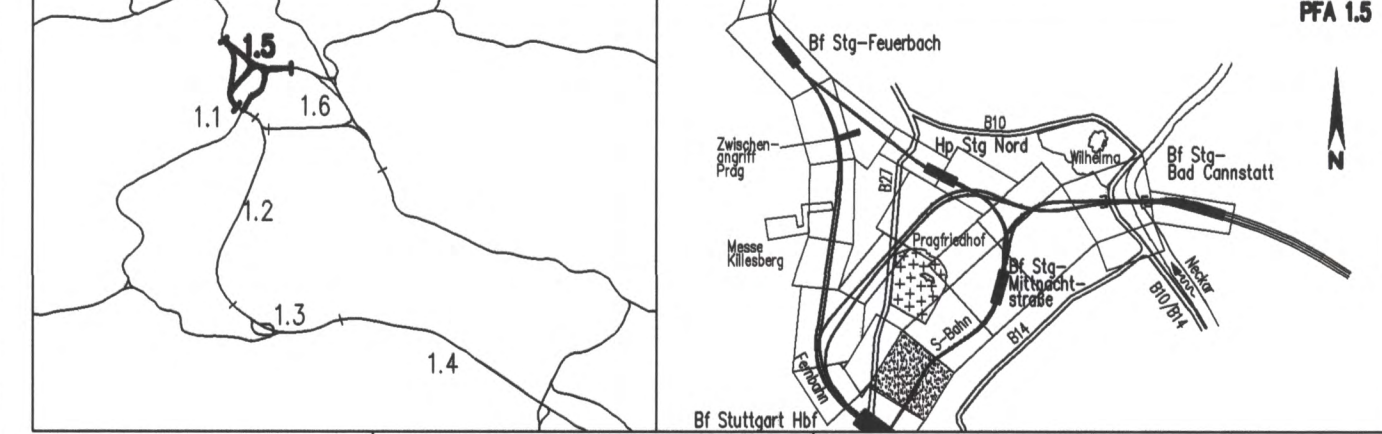 1.5
1.1
1.6
1.2
1.3
1.4
PFA 1.5
Bf Stg-Feuerbach
N
B10
Zwischen-
angriff
Prag
Hp Stg Nord
Wilhelma
Bf Stg-
Bad Cannstatt
B27
Messe
Killesberg
Pragfriedhof
Bf Stg-
Mittnacht-
straße
Neckar
B10/B14
S-Bahn
B14
Fernbahn
Bf Stuttgart Hbf